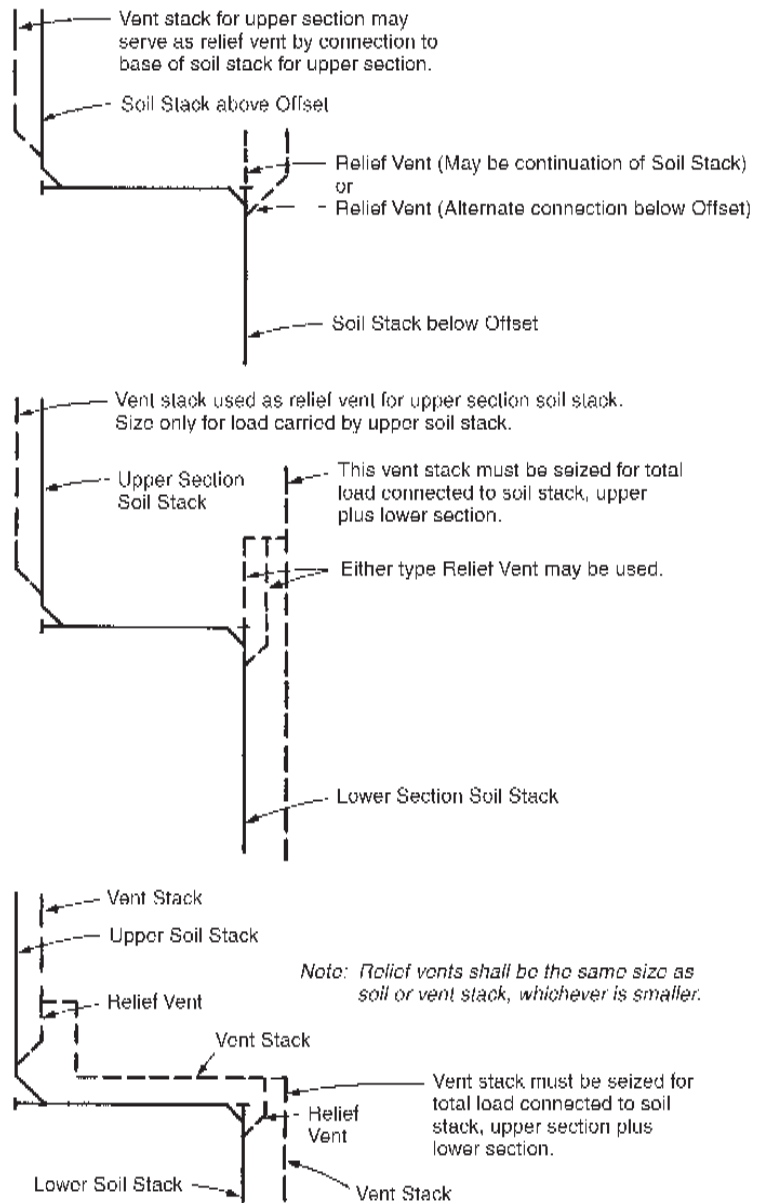 Vent stack for upper section may
serve as relief vent by connection to
base of soil stack for upper section.
Soil Stack above Offset
Relief Vent (May be continuation of Soil Stack)
or
Relief Vent (Alternate connection below Offset)
Soil Stack below Offset
Vent stack used as relief vent for upper section soil stack.
Size only for load carried by upper soil stack.
Upper Section
Soil Stack
This vent stack must be seized for total
load connected to soil stack, upper
plus lower section.
Either type Relief Vent may be used.
Lower Section Soil Stack
Vent Stack
Upper Soil Stack
Note: Relief vents shall be the same size as
soil or vent stack, whichever is smaller.
Relief Vent
Vent Stack
Vent stack must be seized for
total load connected to soil
stack, upper section plus
lower section.
Relief
Vent
Lower Soil Stack
Vent Stack